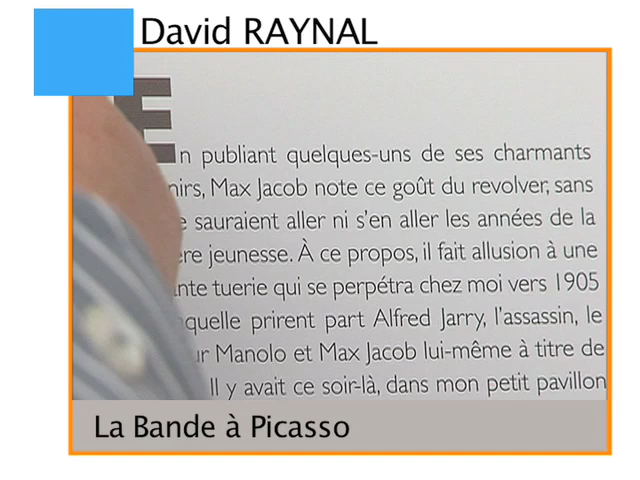 David RAYNAL
En publiant quelques-uns de ses charmants
Max Jacob note ce goût du revolver, sans
sauraient aller ni s'en aller les années de la
jeunesse. À ce propos, il fait allusion à une
tuerie qui se perpétra chez moi vers 1905
prirent part Alfred Jarry, l'assassin, le
Manolo et Max Jacob lui-même à titre de
Il y avait ce soir-là, dans mon petit pavillon
La Bande à Picasso